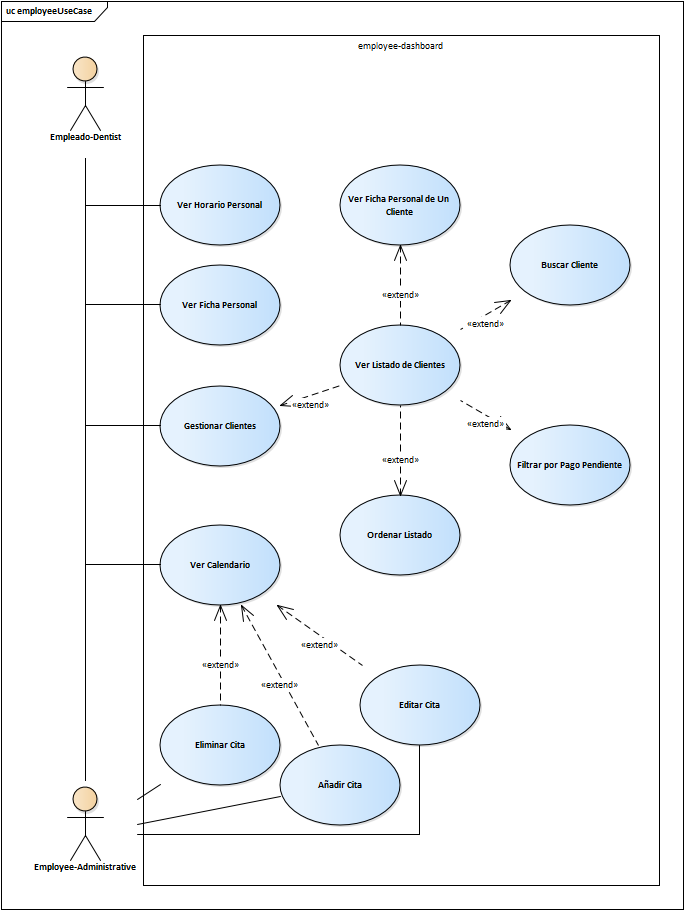 uc employeeUseCase
employee-dashboard
Empleado-Dentist
Ver Horario Personal
Ver Ficha Personal de Un
Cliente
Buscar Cliente
Ver Ficha Personal
«extend»
«extend»
Ver Listado de Clientes
«extend»
Gestionar Clientes
«extend»
«extend»
Filtrar por Pago Pendiente
Ordenar Listado
Ver Calendario
«extend»
«extend»
«extend»
Editar Cita
Eliminar Cita
Añadir Cita
Employee-Administrative